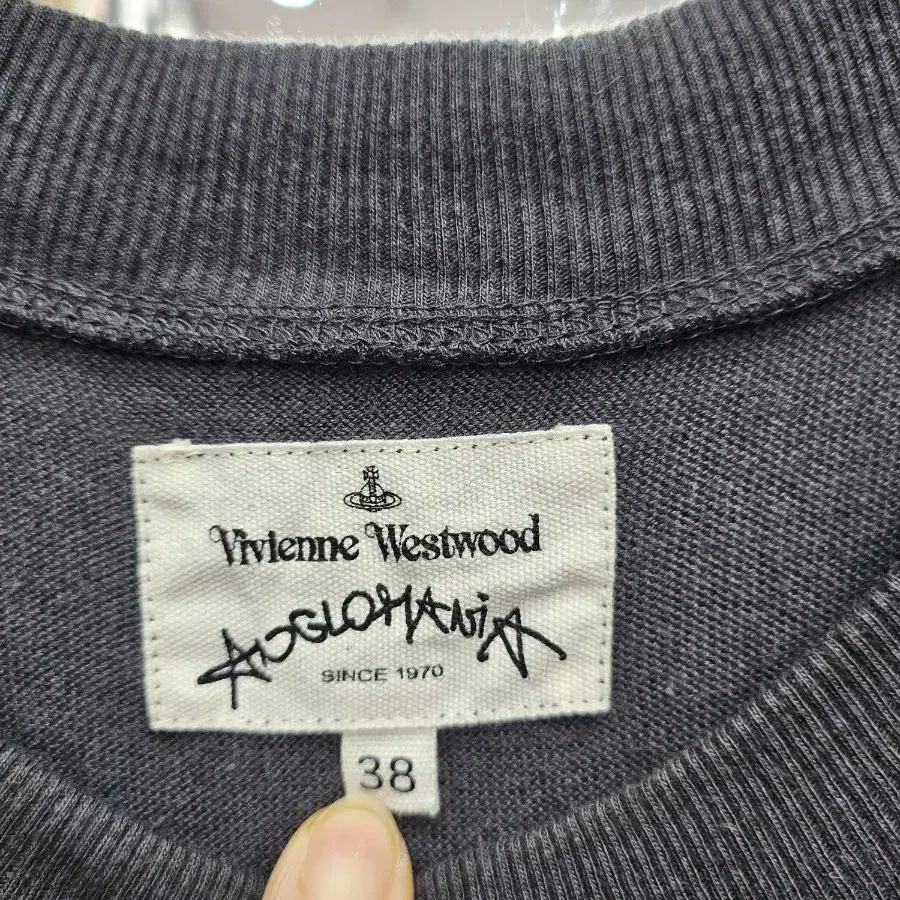 Vivienne Westwood
ANGLOMANiA
SINCE 1970
38